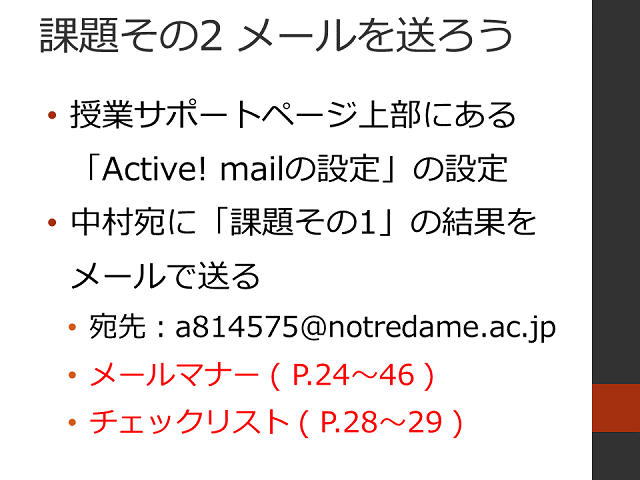 課題その2 メールを送ろう
• 授業サポートページ上部にある
「Active! mailの設定」の設定
• 中村宛に「課題その1」の結果を
メールで送る
• 宛先：a814575@notredame.ac.jp
• メールマナー（P.24～46）
• チェックリスト（P.28～29）